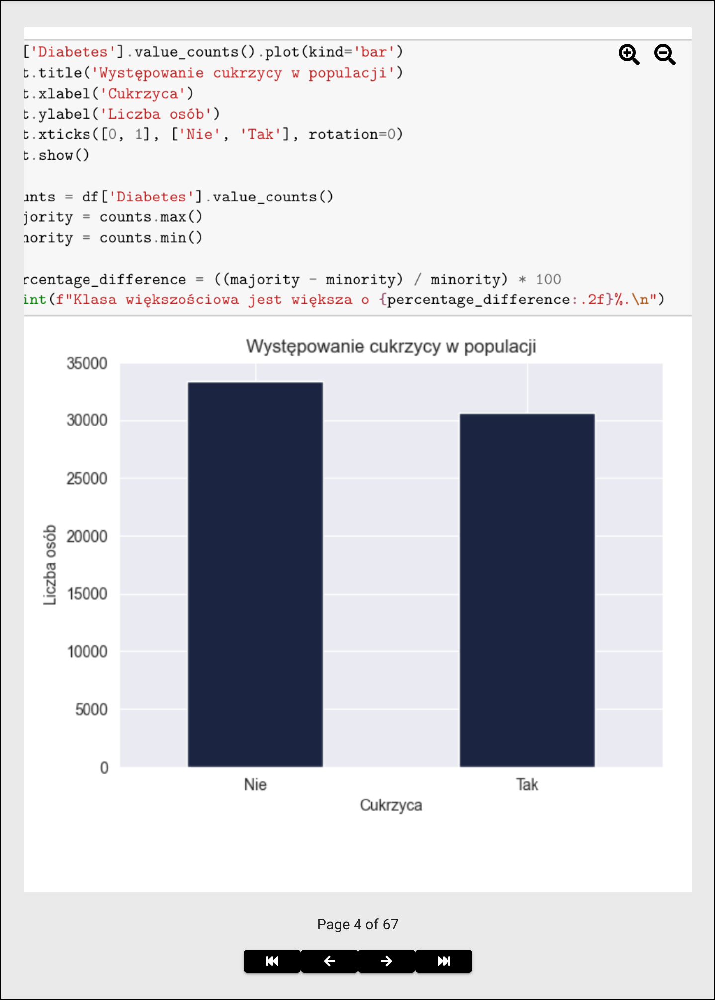 ['Diabetes'].value_counts().plot(kind='bar')
t.title('Występowanie cukrzycy w populacji')
t.xlabel('Cukrzyca')
t.ylabel('Liczba osób')
t.xticks([0, 1], ['Nie', 'Tak'], rotation=0)
t.show()
unts = df['Diabetes'].value_counts()
jority = counts.max()
nority = counts.min()
rcentage_difference = ((majority - minority) / minority) * 100
int(f"Klasa większościowa jest większa o {percentage_difference:.2f}%.\n")
Występowanie cukrzycy w populacji
35000
30000
25000
20000
15000
10000
5000
0
Liczba osób
Nie Tak
Cukrzyca
Page 4 of 67